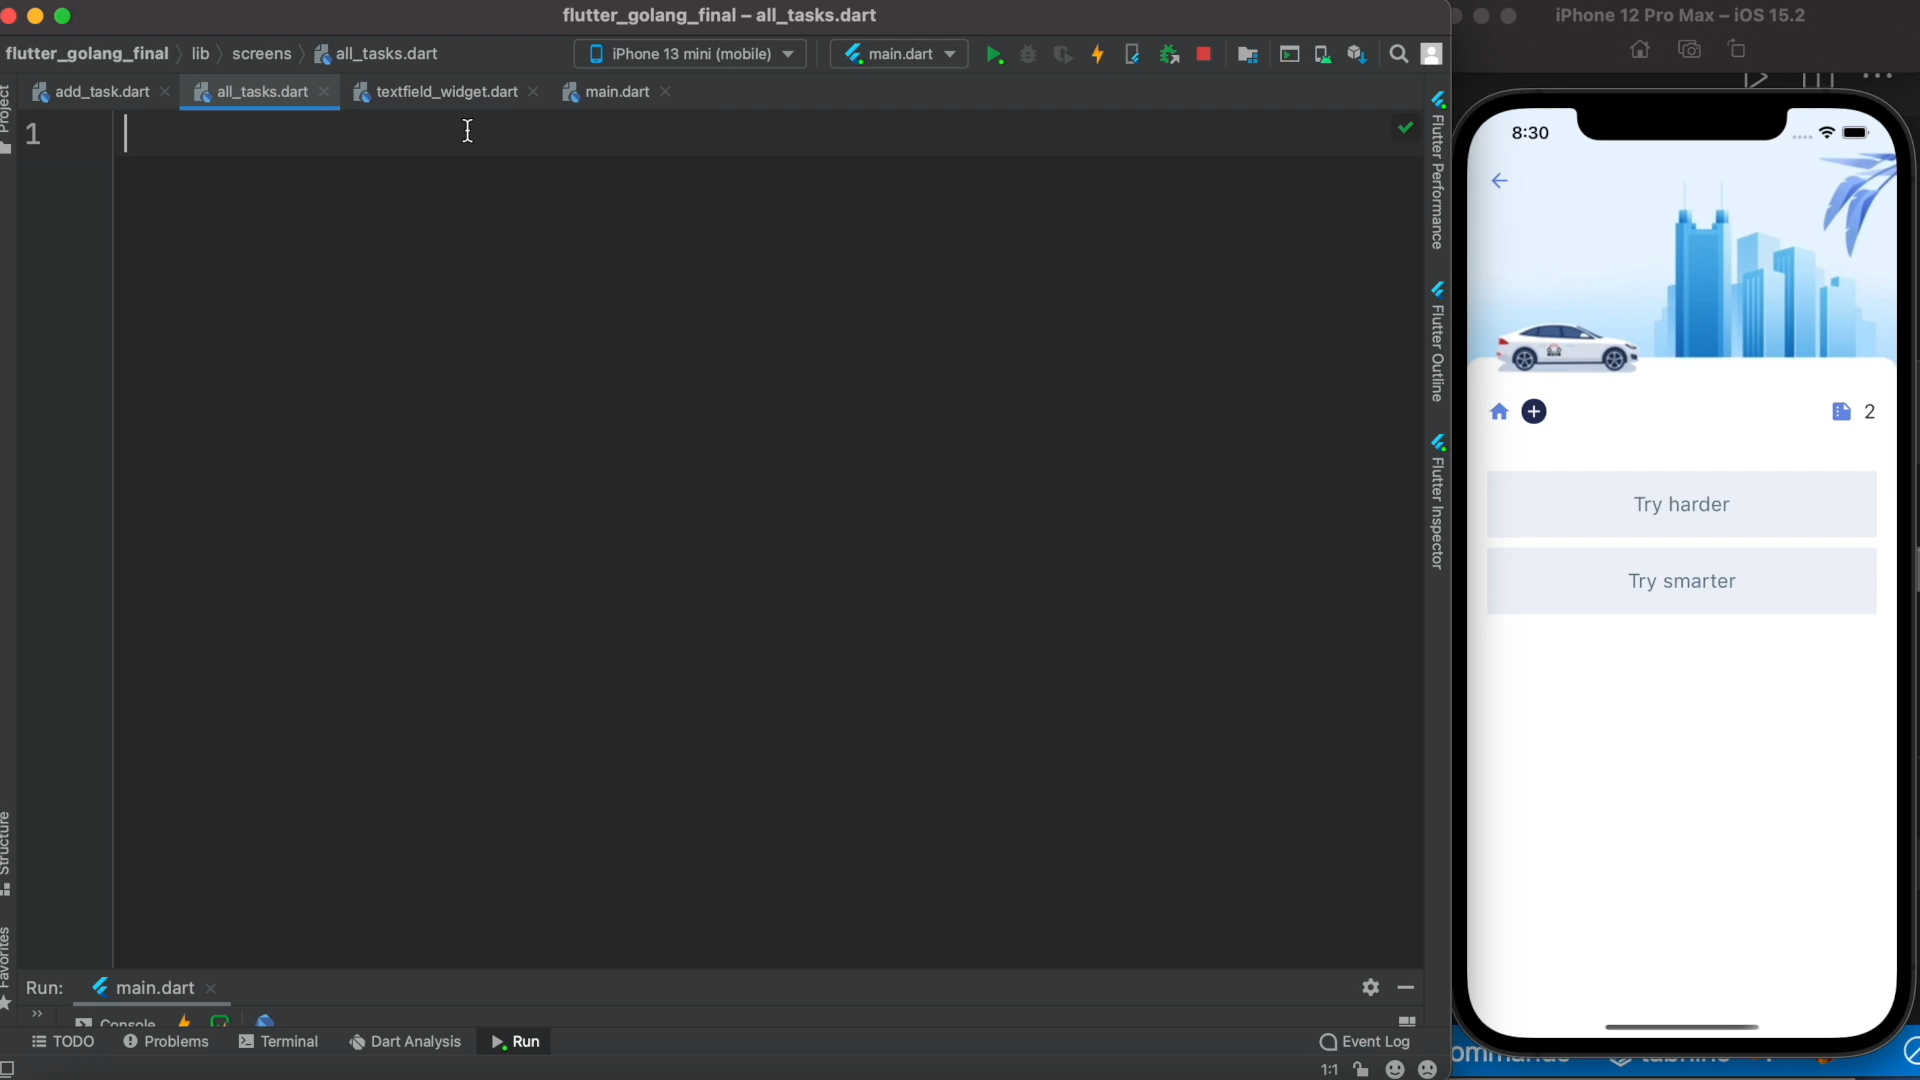 flutter_golang_final – all_tasks.dart
flutter_golang_final lib screens all_tasks.dart
iPhone 13 mini (mobile)
main.dart
add_task.dart
all_tasks.dart
textfield_widget.dart
main.dart
1
Project
Structure
Favorites
Flutter Performance
Flutter Outline
Flutter Inspector
Run: main.dart
Console
TODO
Problems
Terminal
Dart Analysis
Run
Event Log
1:1
iPhone 12 Pro Max – iOS 15.2
8:30
2
Try harder
Try smarter